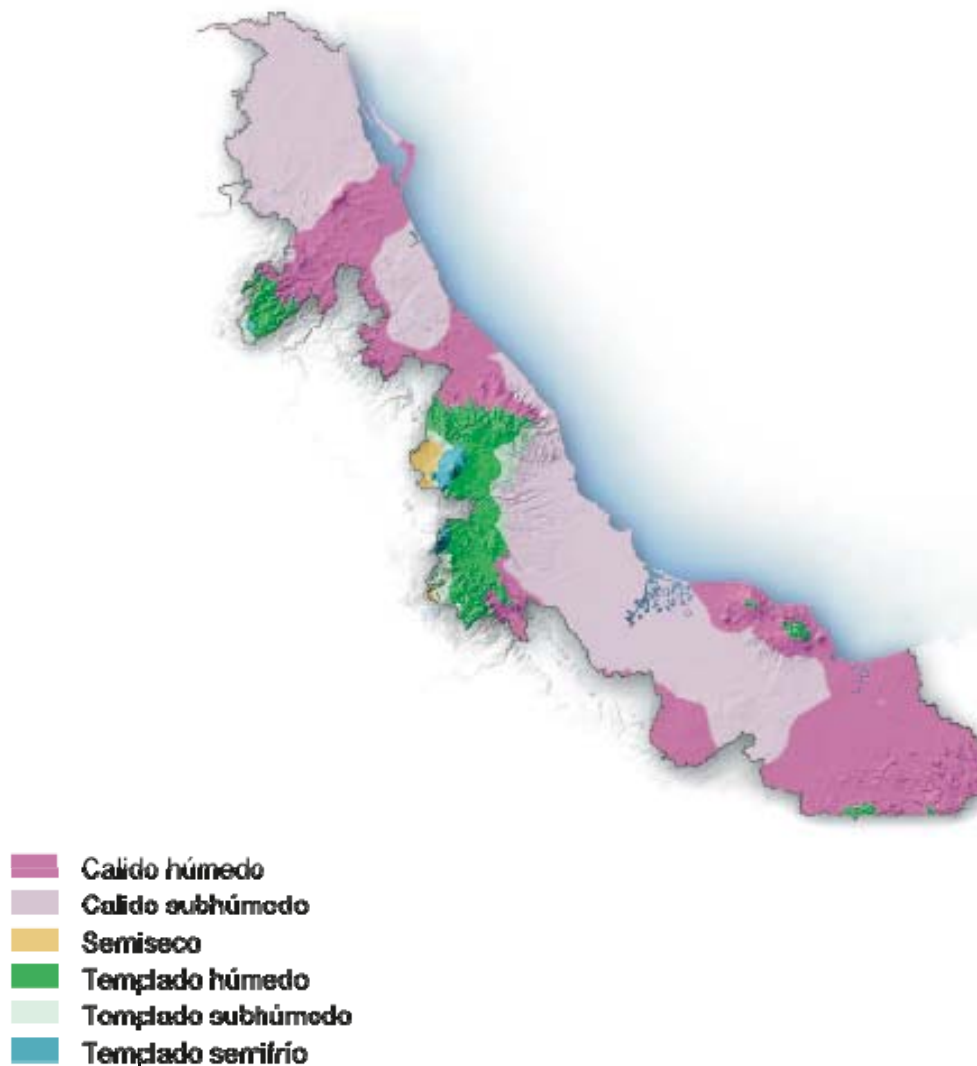 Calido húmedo
Calido subhúmedo
Semiseco
Templado húmedo
Templado subhúmedo
Templado semifrío